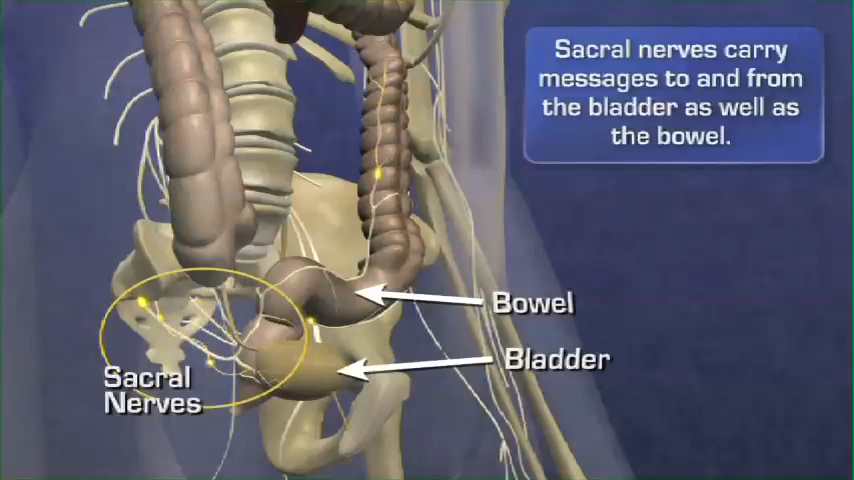 Sacral nerves carry
messages to and from
the bladder as well as
the bowel.
Bowel
Bladder
Sacral
Nerves